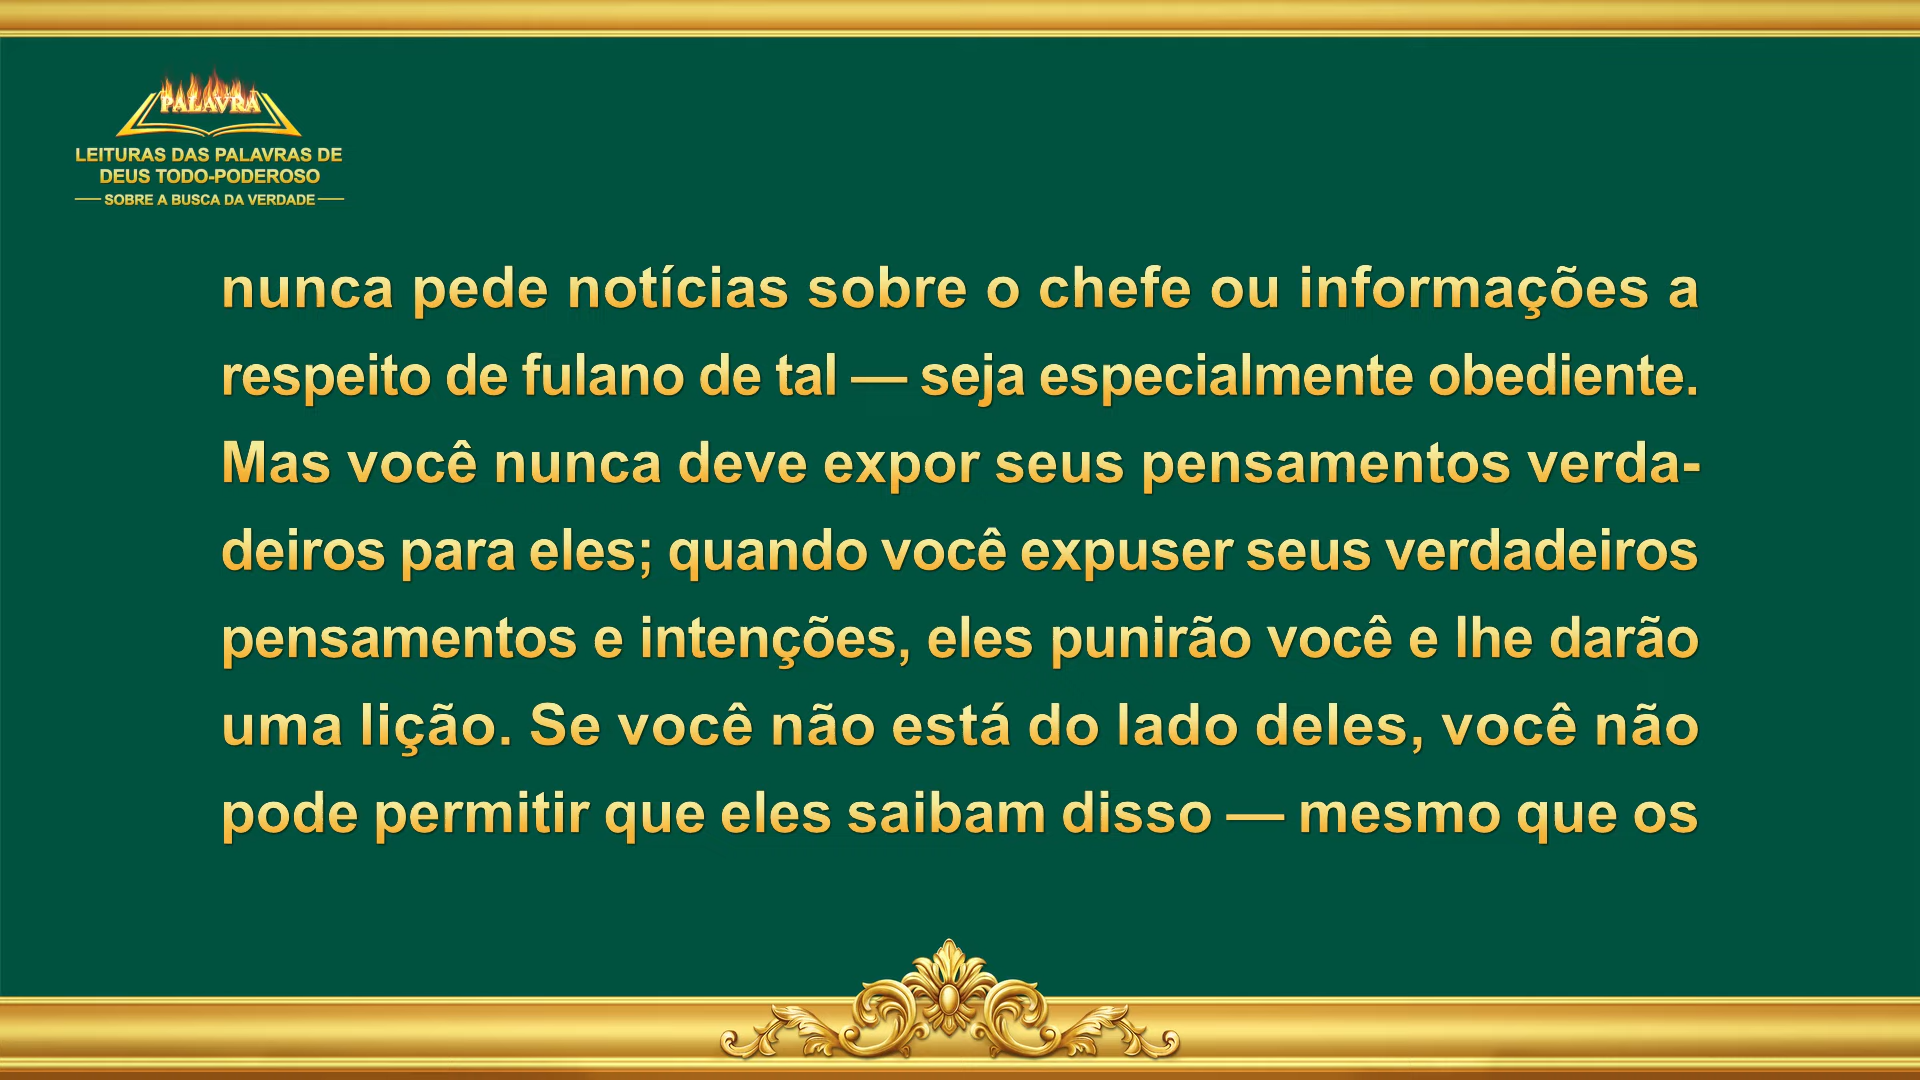 PALAVRA
LEITURAS DAS PALAVRAS DE
DEUS TODO-PODEROSO
SOBRE A BUSCA DA VERDADE
nunca pede notícias sobre o chefe ou informações a
respeito de fulano de tal — seja especialmente obediente.
Mas você nunca deve expor seus pensamentos verda-
deiros para eles; quando você expuser seus verdadeiros
pensamentos e intenções, eles punirão você e lhe darão
uma lição. Se você não está do lado deles, você não
pode permitir que eles saibam disso — mesmo que os